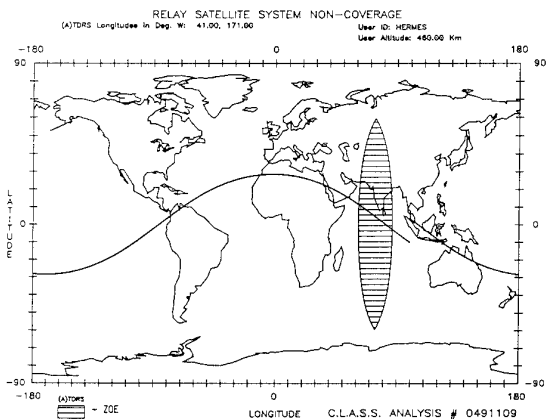 RELAY SATELLITE SYSTEM NON-COVERAGE
(A)TDRS Longitudes in Deg. W: 41.00, 171.00
User ID: HERMES
User Altitude: 460.00 Km
-180 0 180
90 90
LATITUDE
0 0
-90 -90
-180 0 180
(A)TDRS
- ZOE
LONGITUDE
C.L.A.S.S. ANALYSIS # 0491109